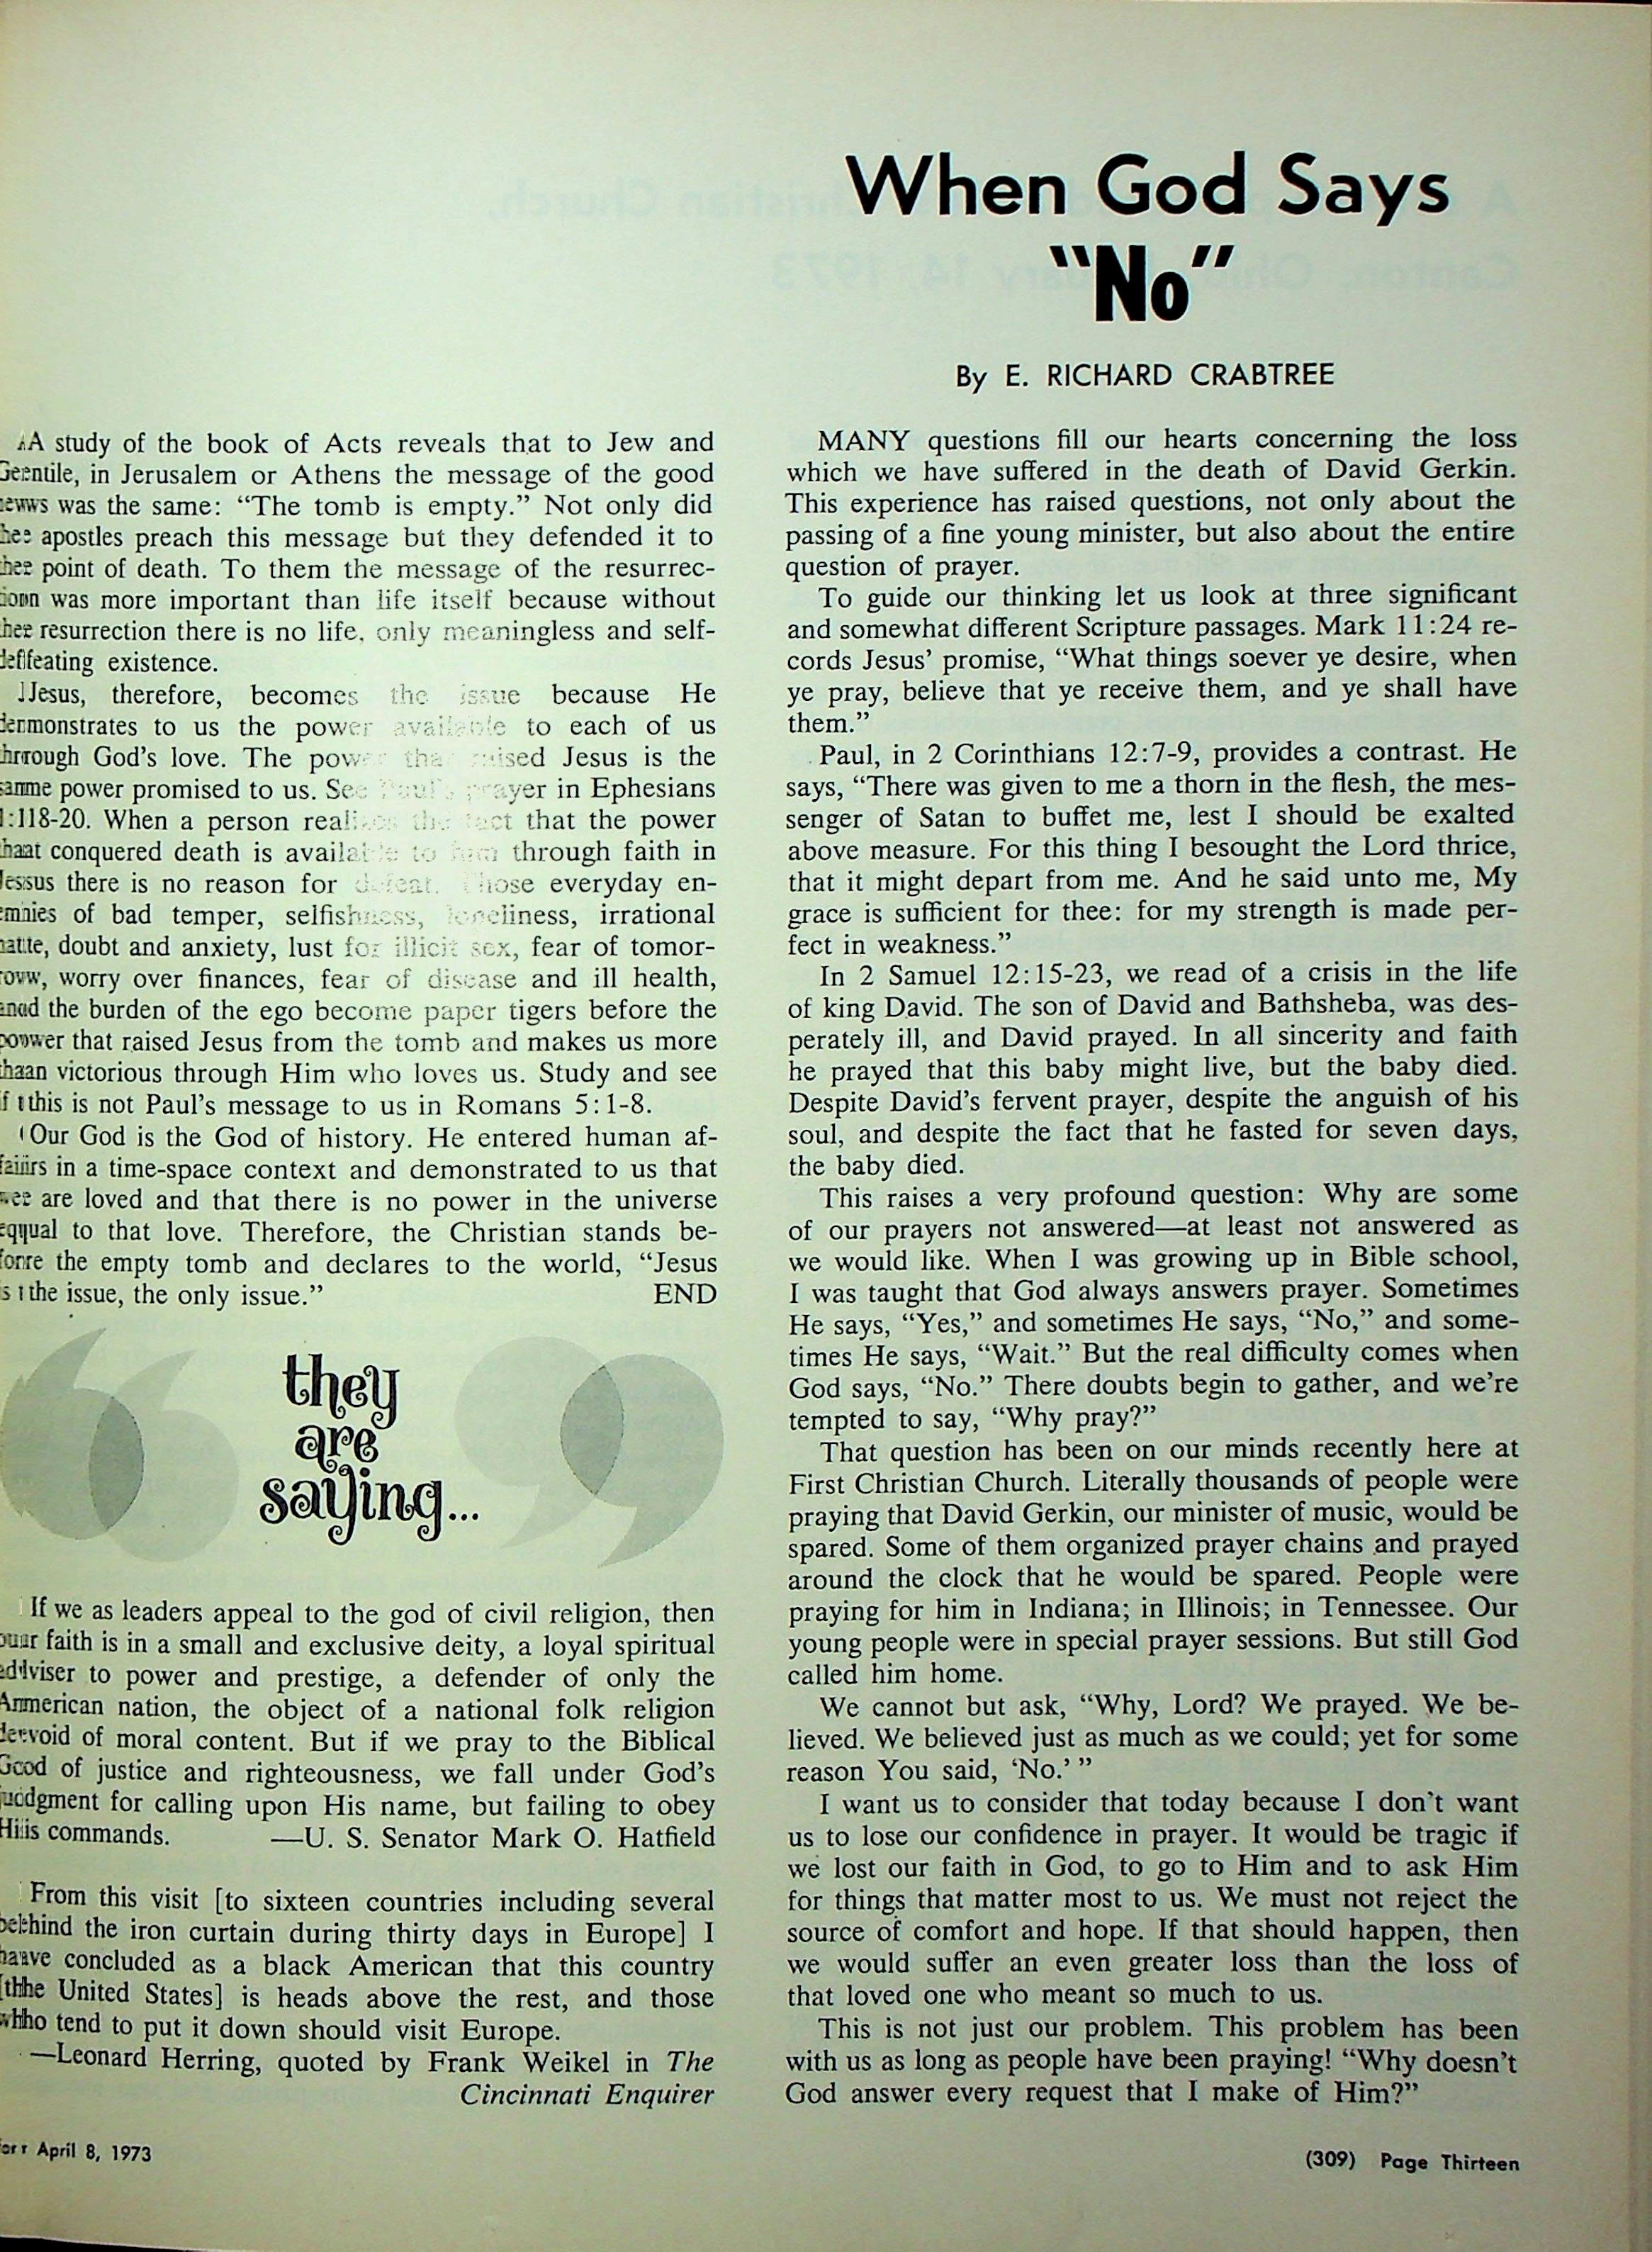 A study of the book of Acts reveals that to Jew and
Gentile, in Jerusalem or Athens the message of the good
news was the same: “The tomb is empty.” Not only did
the apostles preach this message but they defended it to
the point of death. To them the message of the resurrec-
tion was more important than life itself because without
the resurrection there is no life, only meaningless and self-
defeating existence.
Jesus, therefore, becomes the issue because He
demonstrates to us the power available to each of us
through God’s love. The power that raised Jesus is the
same power promised to us. See Paul’s prayer in Ephesians
1:18-20. When a person realizes the fact that the power
that conquered death is available to him through faith in
Jesus there is no reason for defeat. Those everyday en-
emies of bad temper, selfishness, loneliness, irrational
hate, doubt and anxiety, lust for illicit sex, fear of tomor-
row, worry over finances, fear of disease and ill health,
and the burden of the ego become paper tigers before the
power that raised Jesus from the tomb and makes us more
than victorious through Him who loves us. Study and see
if this is not Paul’s message to us in Romans 5:1-8.
Our God is the God of history. He entered human af-
fairs in a time-space context and demonstrated to us that
we are loved and that there is no power in the universe
equal to that love. Therefore, the Christian stands be-
fore the empty tomb and declares to the world, “Jesus
is the issue, the only issue.” END
they
are
saying...
If we as leaders appeal to the god of civil religion, then
our faith is in a small and exclusive deity, a loyal spiritual
adviser to power and prestige, a defender of only the
American nation, the object of a national folk religion
devoid of moral content. But if we pray to the Biblical
God of justice and righteousness, we fall under God’s
judgment for calling upon His name, but failing to obey
His commands. —U. S. Senator Mark O. Hatfield
From this visit [to sixteen countries including several
behind the iron curtain during thirty days in Europe] I
have concluded as a black American that this country
[the United States] is heads above the rest, and those
who tend to put it down should visit Europe.
—Leonard Herring, quoted by Frank Weikel in The
Cincinnati Enquirer
When God Says
“No”
By E. RICHARD CRABTREE
MANY questions fill our hearts concerning the loss
which we have suffered in the death of David Gerkin.
This experience has raised questions, not only about the
passing of a fine young minister, but also about the entire
question of prayer.
To guide our thinking let us look at three significant
and somewhat different Scripture passages. Mark 11:24 re-
cords Jesus’ promise, “What things soever ye desire, when
ye pray, believe that ye receive them, and ye shall have
them.”
Paul, in 2 Corinthians 12:7-9, provides a contrast. He
says, “There was given to me a thorn in the flesh, the mes-
senger of Satan to buffet me, lest I should be exalted
above measure. For this thing I besought the Lord thrice,
that it might depart from me. And he said unto me, My
grace is sufficient for thee: for my strength is made per-
fect in weakness.”
In 2 Samuel 12:15-23, we read of a crisis in the life
of king David. The son of David and Bathsheba, was des-
perately ill, and David prayed. In all sincerity and faith
he prayed that this baby might live, but the baby died.
Despite David’s fervent prayer, despite the anguish of his
soul, and despite the fact that he fasted for seven days,
the baby died.
This raises a very profound question: Why are some
of our prayers not answered—at least not answered as
we would like. When I was growing up in Bible school,
I was taught that God always answers prayer. Sometimes
He says, “Yes,” and sometimes He says, “No,” and some-
times He says, “Wait.” But the real difficulty comes when
God says, “No.” There doubts begin to gather, and we’re
tempted to say, “Why pray?”
That question has been on our minds recently here at
First Christian Church. Literally thousands of people were
praying that David Gerkin, our minister of music, would be
spared. Some of them organized prayer chains and prayed
around the clock that he would be spared. People were
praying for him in Indiana; in Illinois; in Tennessee. Our
young people were in special prayer sessions. But still God
called him home.
We cannot but ask, “Why, Lord? We prayed. We be-
lieved. We believed just as much as we could; yet for some
reason You said, ‘No.’ ”
I want us to consider that today because I don’t want
us to lose our confidence in prayer. It would be tragic if
we lost our faith in God, to go to Him and to ask Him
for things that matter most to us. We must not reject the
source of comfort and hope. If that should happen, then
we would suffer an even greater loss than the loss of
that loved one who meant so much to us.
This is not just our problem. This problem has been
with us as long as people have been praying! “Why doesn’t
God answer every request that I make of Him?”
for April 8, 1973
(309) Page Thirteen